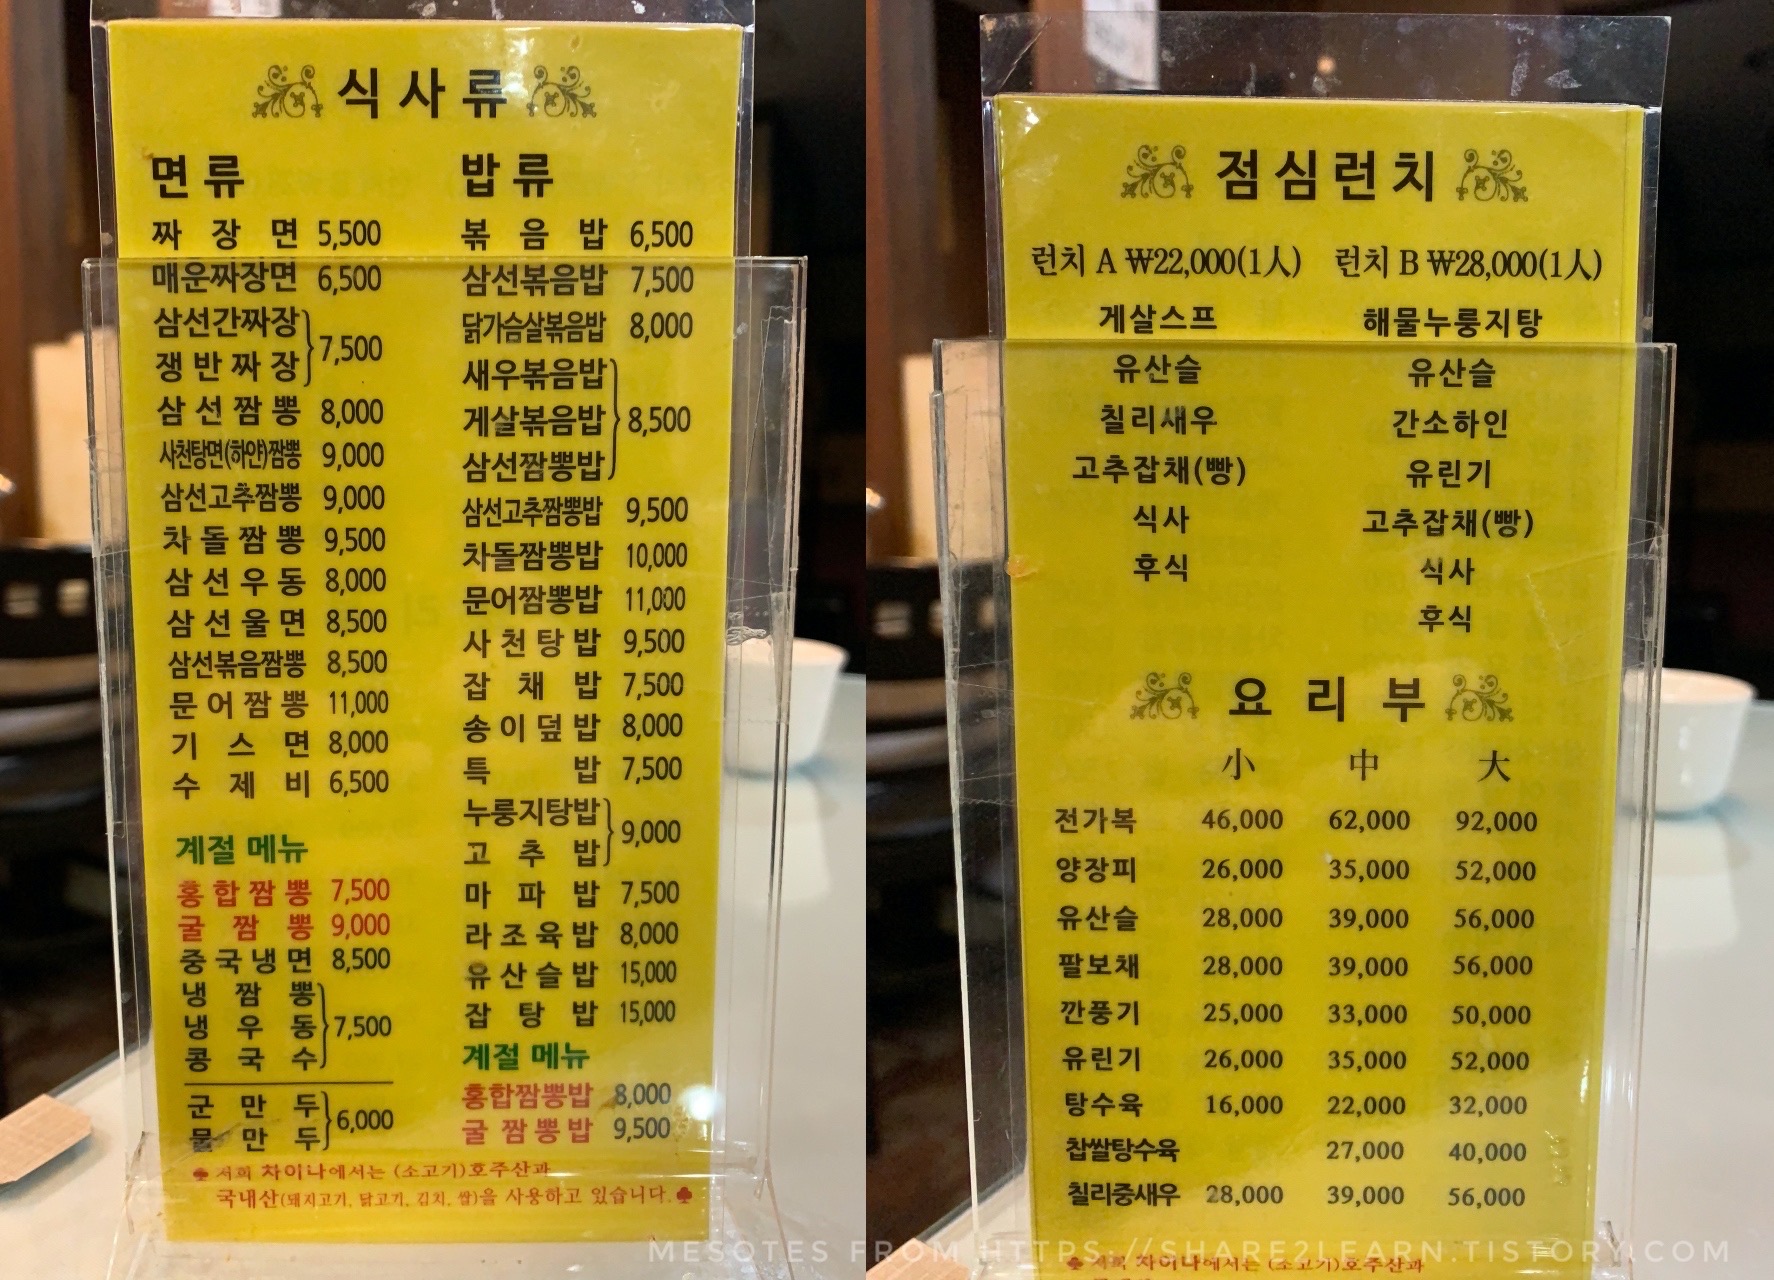 식사류
면류
짜장면 5,500
매운짜장면 6,500
삼선간짜장
쟁반짜장 } 7,500
삼선짬뽕 8,000
사천탕면(하얀)짬뽕 9,000
삼선고추짬뽕 9,000
차돌짬뽕 9,500
삼선우동 8,000
삼선울면 8,500
삼선볶음짬뽕 8,500
문어짬뽕 11,000
기스면 8,000
수제비 6,500
계절 메뉴
홍합짬뽕 7,500
굴짬뽕 9,000
중국냉면 8,500
냉짬뽕
냉우동 } 7,500
콩국수
군만두
물만두 } 6,000
밥류
볶음밥 6,500
삼선볶음밥 7,500
닭가슴살볶음밥 8,000
새우볶음밥
게살볶음밥 } 8,500
삼선짬뽕밥
삼선고추짬뽕밥 9,500
차돌짬뽕밥 10,000
문어짬뽕밥 11,000
사천탕밥 9,500
잡채밥 7,500
송이덮밥 8,000
특밥 7,500
누룽지탕밥
고추밥 } 9,000
마파밥 7,500
라조육밥 8,000
유산슬밥 15,000
잡탕밥 15,000
계절 메뉴
홍합짬뽕밥 8,000
굴짬뽕밥 9,500
♣ 저희 차이나에서는 (소고기)호주산과
국내산(돼지고기, 닭고기, 김치, 쌀)을 사용하고 있습니다. ♣
점심런치
런치 A ₩22,000(1人)
게살스프
유산슬
칠리새우
고추잡채(빵)
식사
후식
런치 B ₩28,000(1人)
해물누룽지탕
유산슬
간소하인
유린기
고추잡채(빵)
식사
후식
요리부
小 中 大
전가복 46,000 62,000 92,000
양장피 26,000 35,000 52,000
유산슬 28,000 39,000 56,000
팔보채 28,000 39,000 56,000
깐풍기 25,000 33,000 50,000
유린기 26,000 35,000 52,000
탕수육 16,000 22,000 32,000
찹쌀탕수육 27,000 40,000
칠리중새우 28,000 39,000 56,000
♣ 저희 차이나에서는 (소고기)호주산과
MESOTES FROM HTTPS://SHARE2LEARN.TISTORY.COM